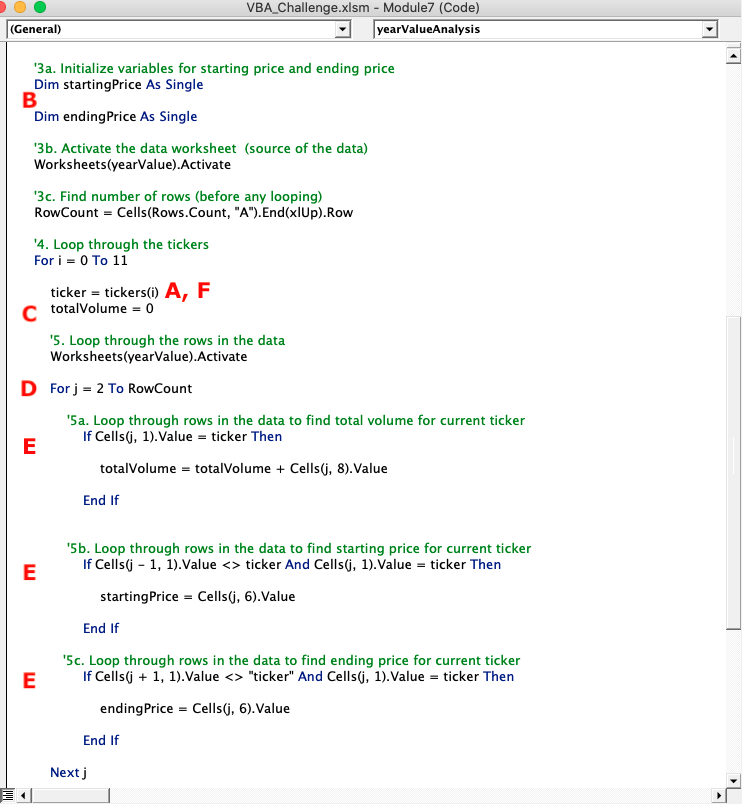 VBA_Challenge.xlsm - Module7 (Code)
(General) yearValueAnalysis
'3a. Initialize variables for starting price and ending price
Dim startingPrice As Single
B
Dim endingPrice As Single
'3b. Activate the data worksheet  (source of the data)
Worksheets(yearValue).Activate
'3c. Find number of rows (before any looping)
RowCount = Cells(Rows.Count, "A").End(xlUp).Row
'4. Loop through the tickers
For i = 0 To 11
ticker = tickers(i) A, F
C totalVolume = 0
'5. Loop through the rows in the data
Worksheets(yearValue).Activate
D For j = 2 To RowCount
'5a. Loop through rows in the data to find total volume for current ticker
If Cells(j, 1).Value = ticker Then
E
totalVolume = totalVolume + Cells(j, 8).Value
End If
'5b. Loop through rows in the data to find starting price for current ticker
If Cells(j - 1, 1).Value <> ticker And Cells(j, 1).Value = ticker Then
E
startingPrice = Cells(j, 6).Value
End If
'5c. Loop through rows in the data to find ending price for current ticker
E If Cells(j + 1, 1).Value <> "ticker" And Cells(j, 1).Value = ticker Then
endingPrice = Cells(j, 6).Value
End If
Next j